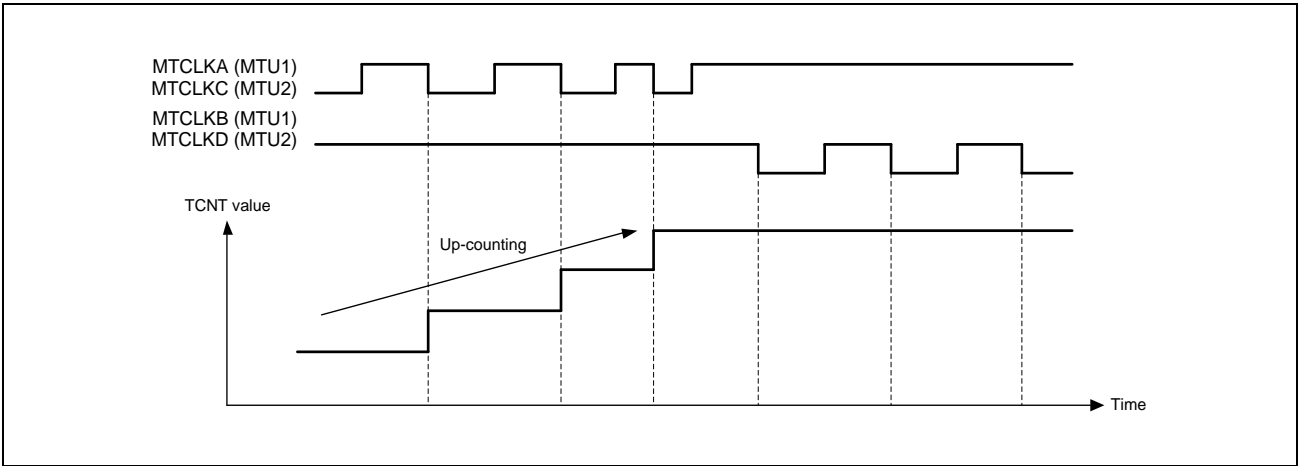 MTCLKA (MTU1)
MTCLKC (MTU2)
MTCLKB (MTU1)
MTCLKD (MTU2)
TCNT value
Up-counting
Time